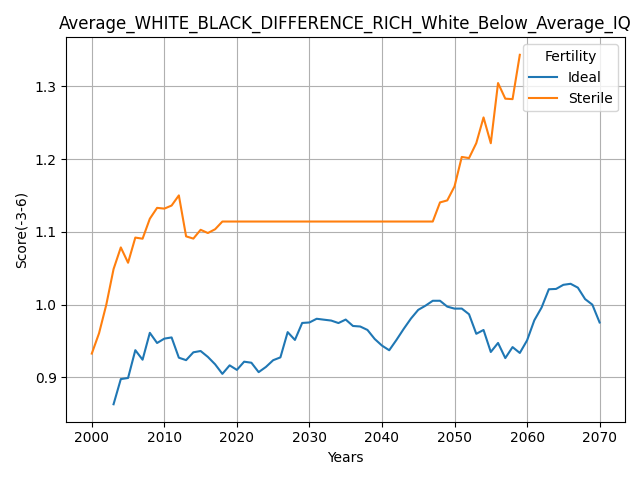 Average_WHITE_BLACK_DIFFERENCE_RICH_White_Below_Average_IQ
Fertility
Ideal
Sterile
1.3
1.2
1.1
1.0
0.9
Score(-3-6)
2000 2010 2020 2030 2040 2050 2060 2070
Years